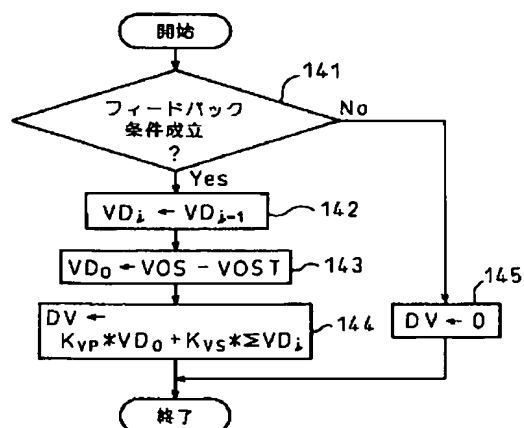 開始
141
フィードバック
条件成立
?
No
Yes
VDi ← VDi-1
142
VD0 ← VOS - VOST
143
DV ←
KVP*VD0 + KVS*ΣVDi
144
145
DV ← 0
終了